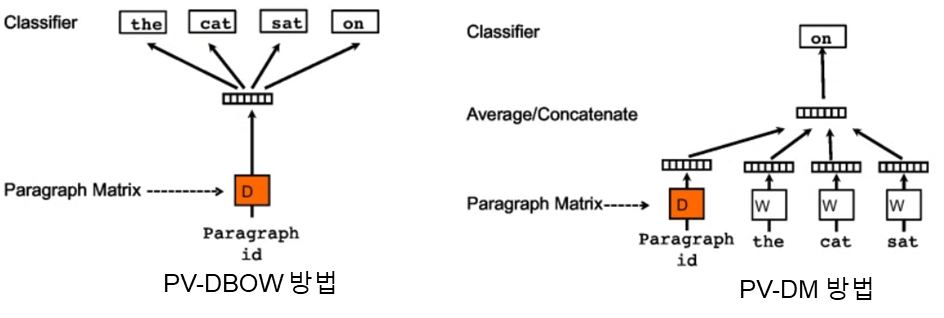 Classifier
the cat sat on
Paragraph Matrix
D
Paragraph
id
PV-DBOW 방법
Classifier
on
Average/Concatenate
Paragraph Matrix
D W W W
Paragraph the cat sat
id
PV-DM 방법